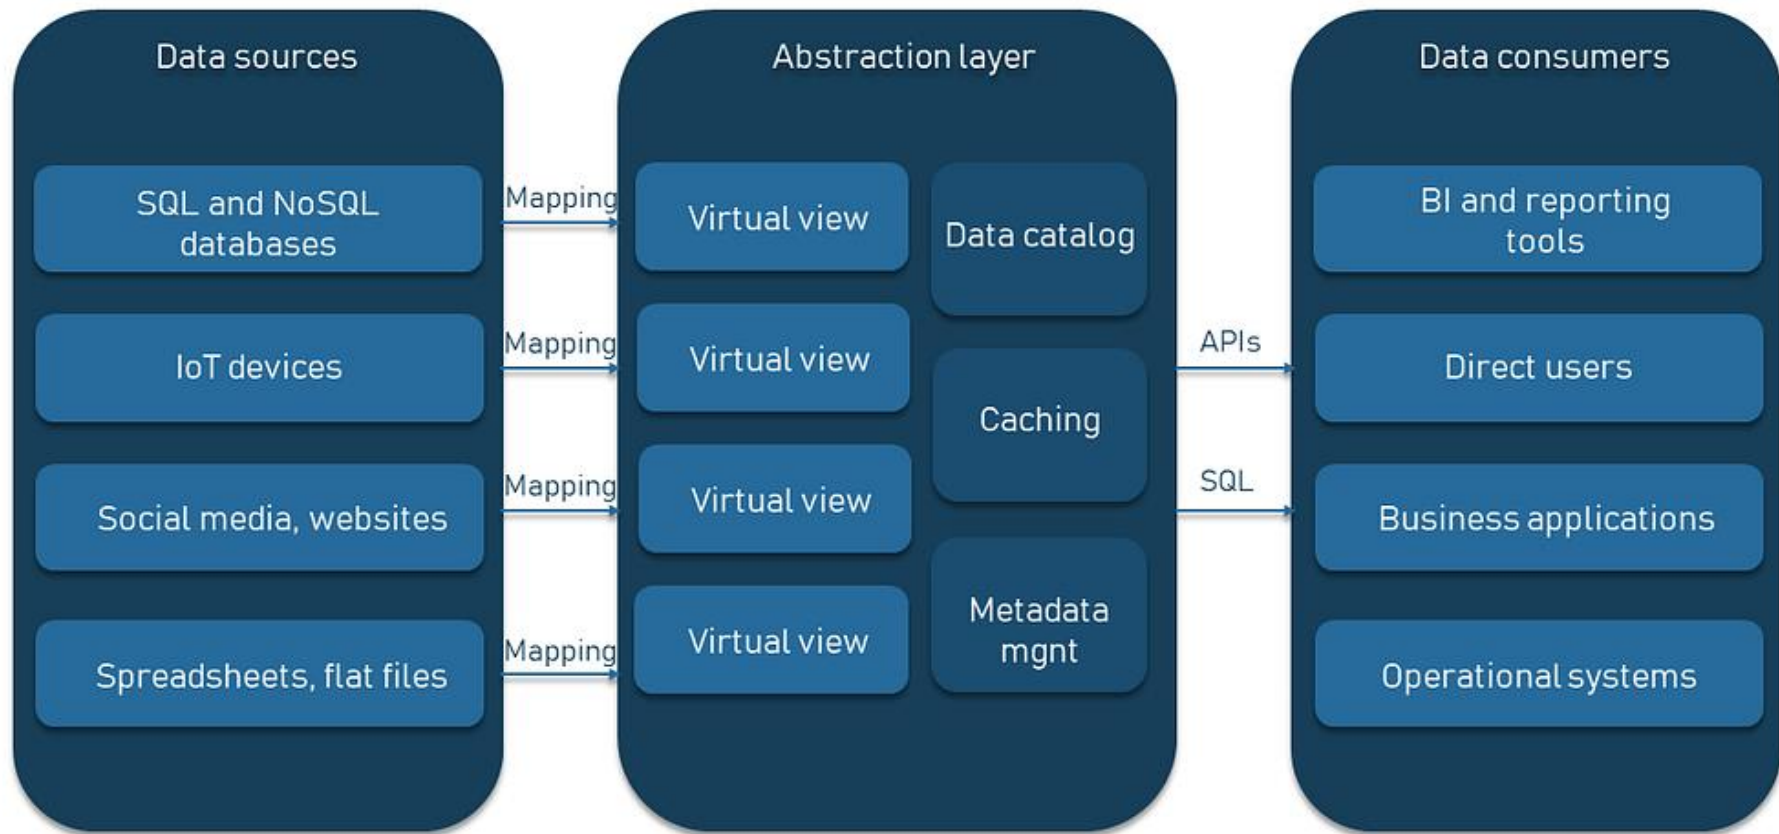 Data sources
SQL and NoSQL
databases
IoT devices
Social media, websites
Spreadsheets, flat files
Mapping
Mapping
Mapping
Mapping
Abstraction layer
Virtual view
Virtual view
Virtual view
Virtual view
Data catalog
Caching
Metadata
mgnt
APIs
SQL
Data consumers
BI and reporting
tools
Direct users
Business applications
Operational systems